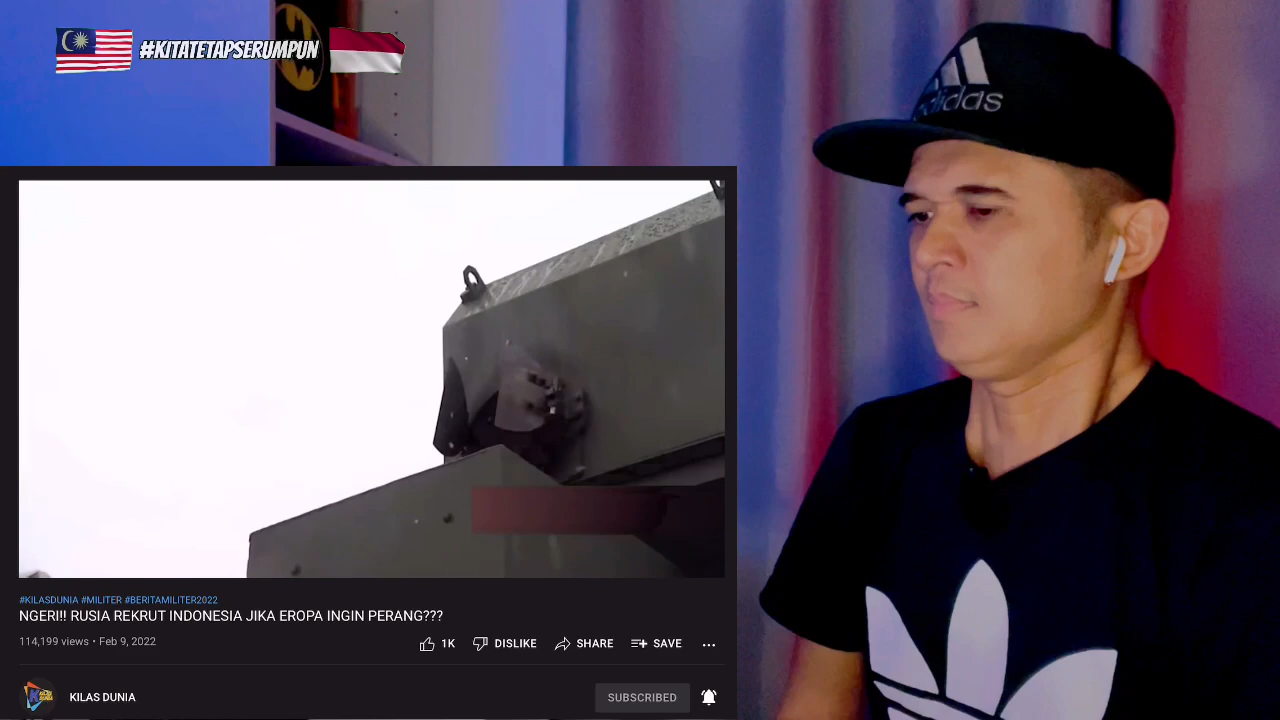 #KITATETAPSERUMPUN
adidas
#KILASDUNIA #MILITER #BERITAMILITER2022
NGERI!! RUSIA REKRUT INDONESIA JIKA EROPA INGIN PERANG???
114,199 views • Feb 9, 2022
1K DISLIKE SHARE SAVE ...
KILAS DUNIA
SUBSCRIBED